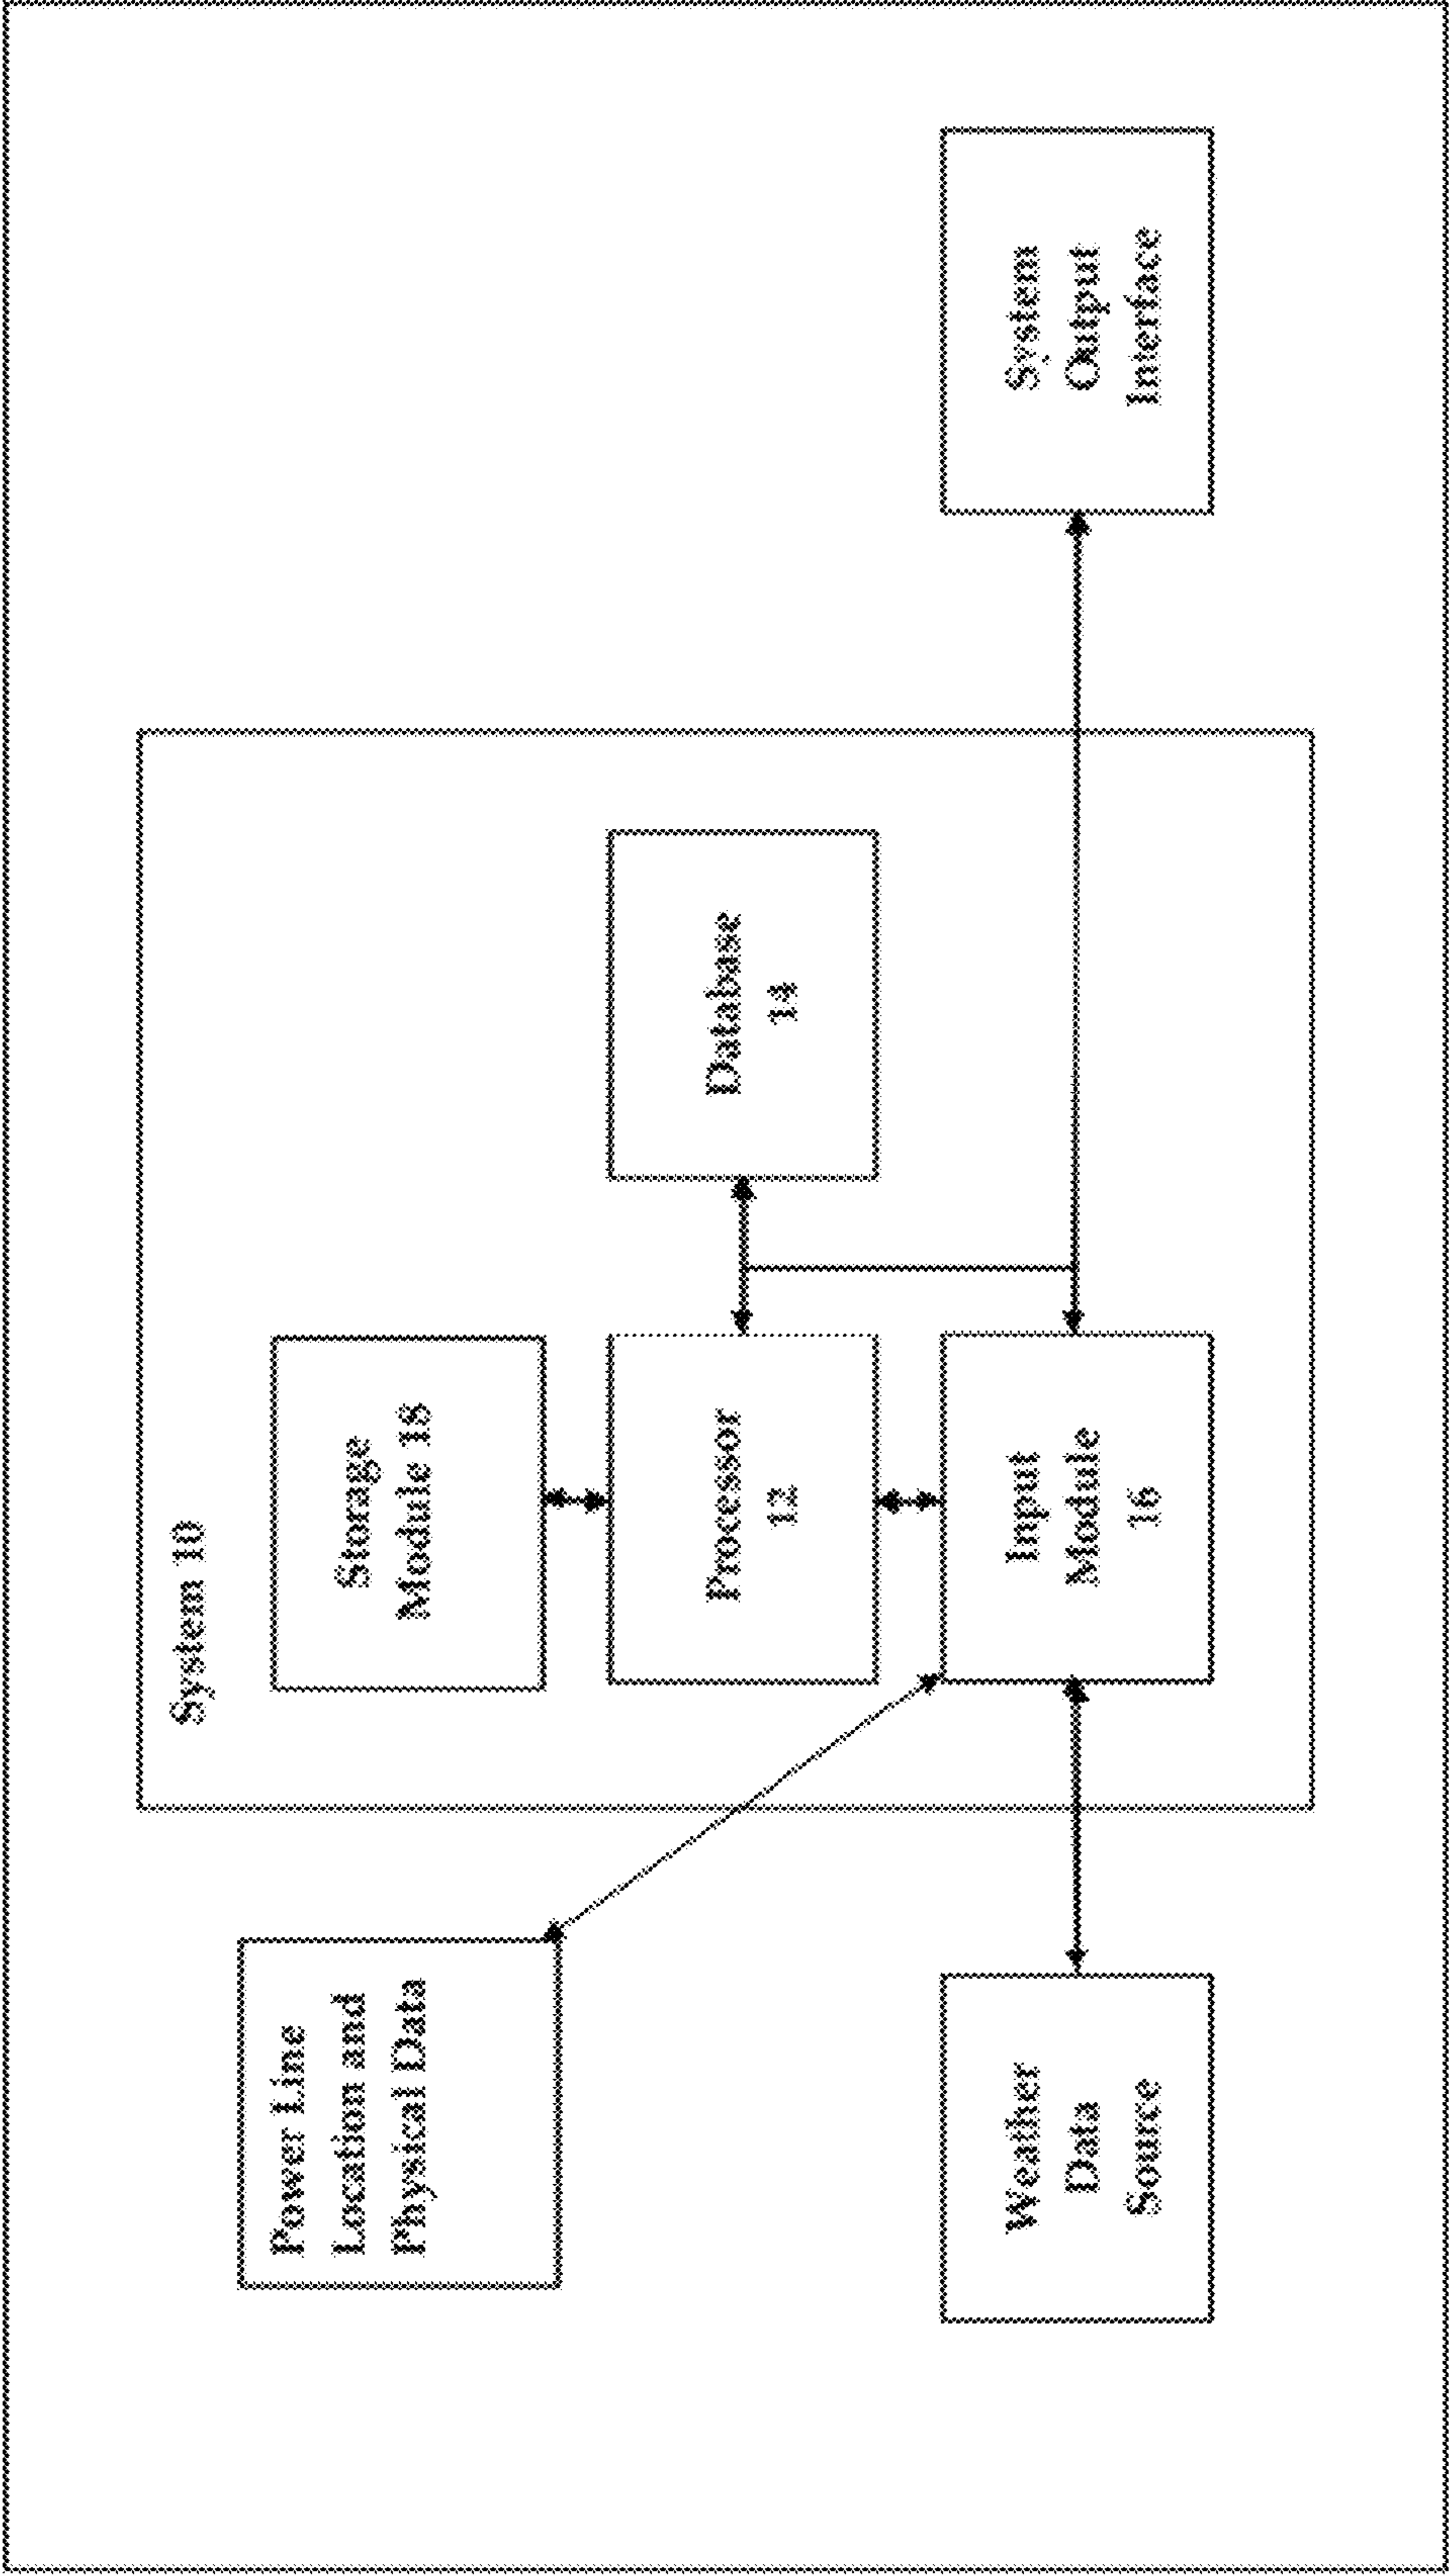 System 10
Power Line
Location and
Physical Data
Storage
Module 18
Processor
12
Database
14
Weather
Data
Source
Input
Module
16
System
Output
Interface